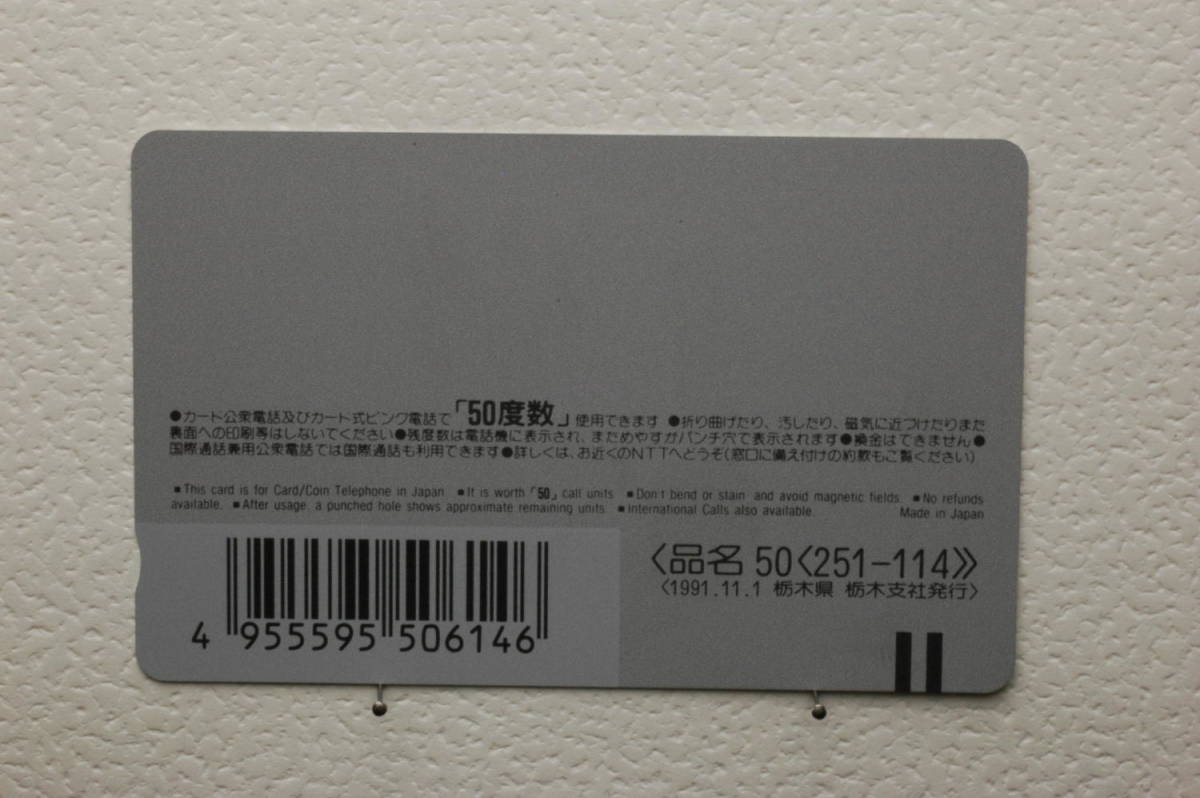 ●カード公衆電話及びカード式ピンク電話で「50度数」使用できます ●折り曲げたり、汚したり、磁気に近づけたりまた
裏面への印刷等はしないでください●残度数は電話機に表示され、まためやすがパンチ穴で表示されます●換金はできません●
国際通話兼用公衆電話では国際通話も利用できます●詳しくは、お近くのNTTへどうぞ(窓口に備え付けの約款もご覧ください)
■This card is for Card/Coin Telephone in Japan ■It is worth「50」call units ■Don't bend or stain and avoid magnetic fields ■No refunds
available. ■After usage, a punched hole shows approximate remaining units ■International Calls also available. Made in Japan
〈品名 50〈251-114〉〉
〈1991.11.1 栃木県 栃木支社発行〉
4 955595 506146